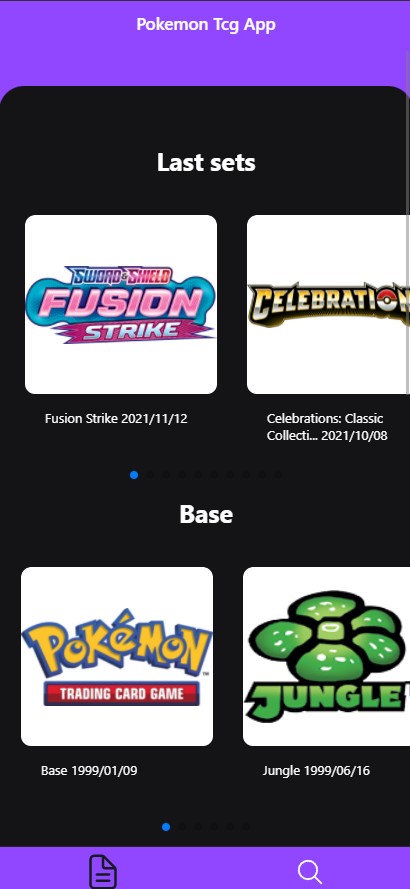 Pokemon Tcg App
Last sets
SWORD & SHIELD
FUSION
STRIKE
CELEBRATION
Fusion Strike 2021/11/12
Celebrations: Classic
Collecti... 2021/10/08
Base
POKéMON
TRADING CARD GAME
JUNGLE
Base 1999/01/09
Jungle 1999/06/16